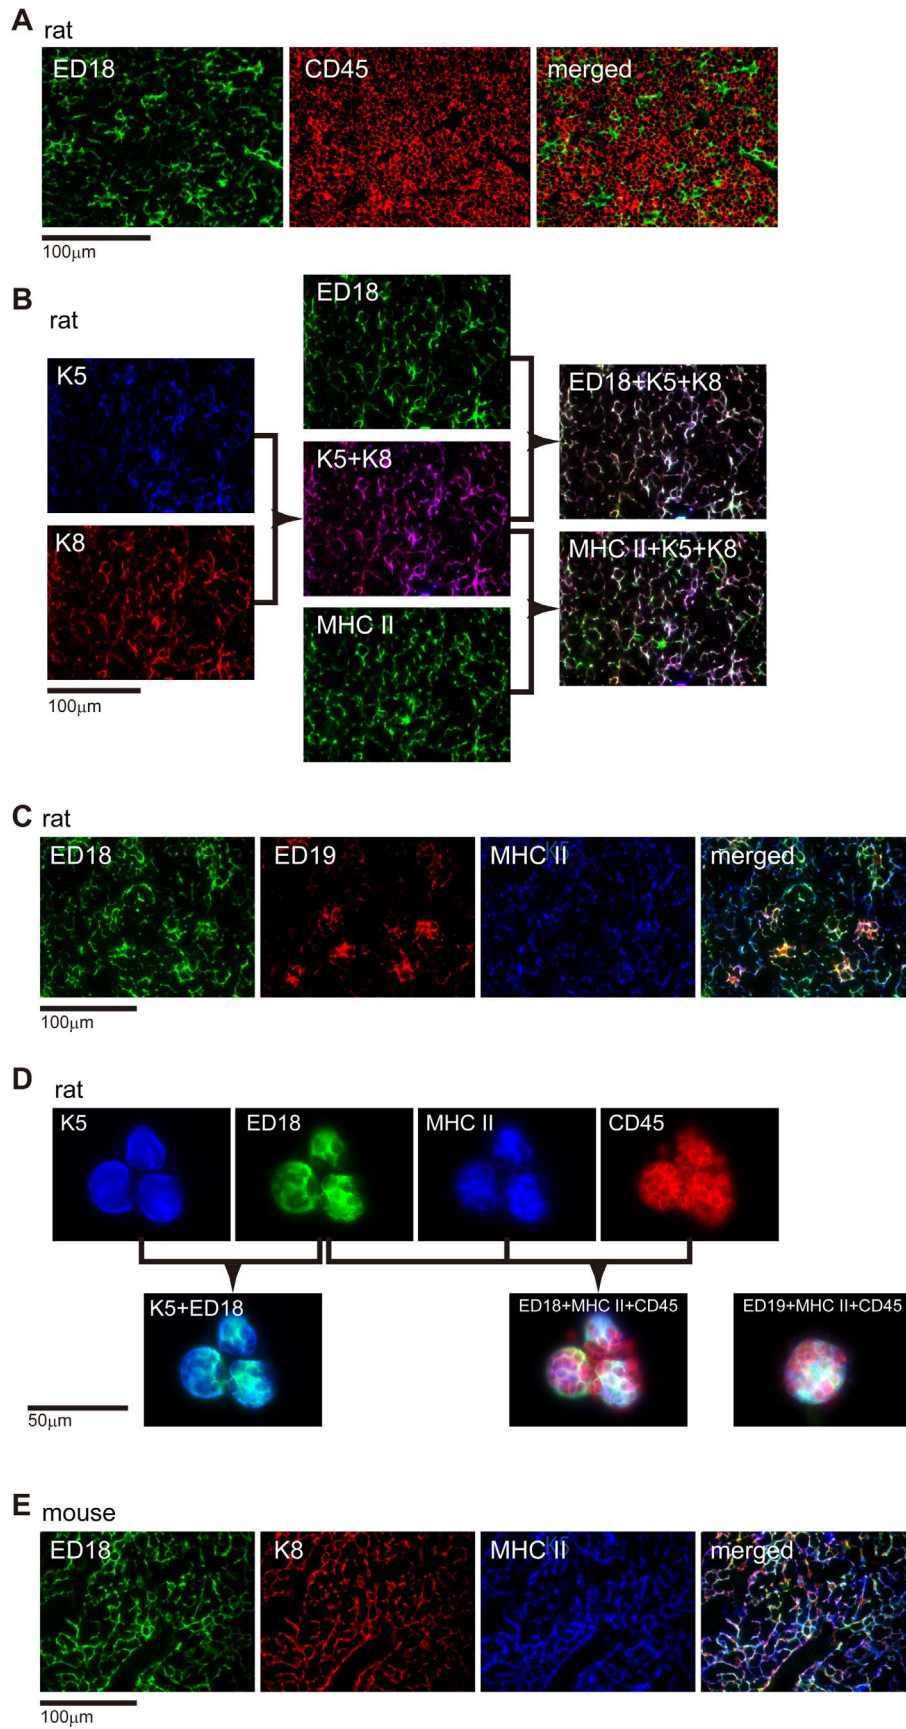 A
rat
ED18
CD45
merged
100μm
B
rat
K5
K8
100μm
ED18
K5+K8
MHC II
ED18+K5+K8
MHC II+K5+K8
C
rat
ED18
ED19
MHC II
K5
merged
100μm
D
rat
K5
ED18
MHC II
CD45
K5+ED18
ED18+MHC II+CD45
ED19+MHC II+CD45
50μm
E
mouse
ED18
K8
MHC II
K5
merged
100μm